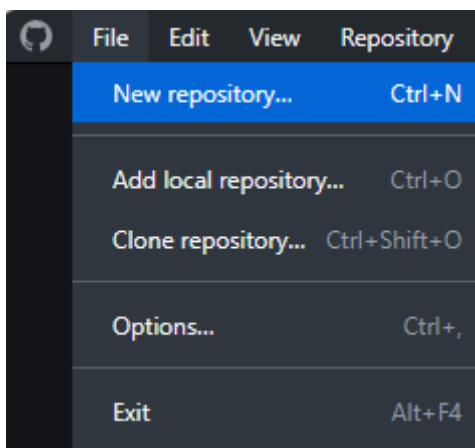 File Edit View Repository
New repository... Ctrl+N
Add local repository... Ctrl+O
Clone repository... Ctrl+Shift+O
Options... Ctrl+,
Exit Alt+F4